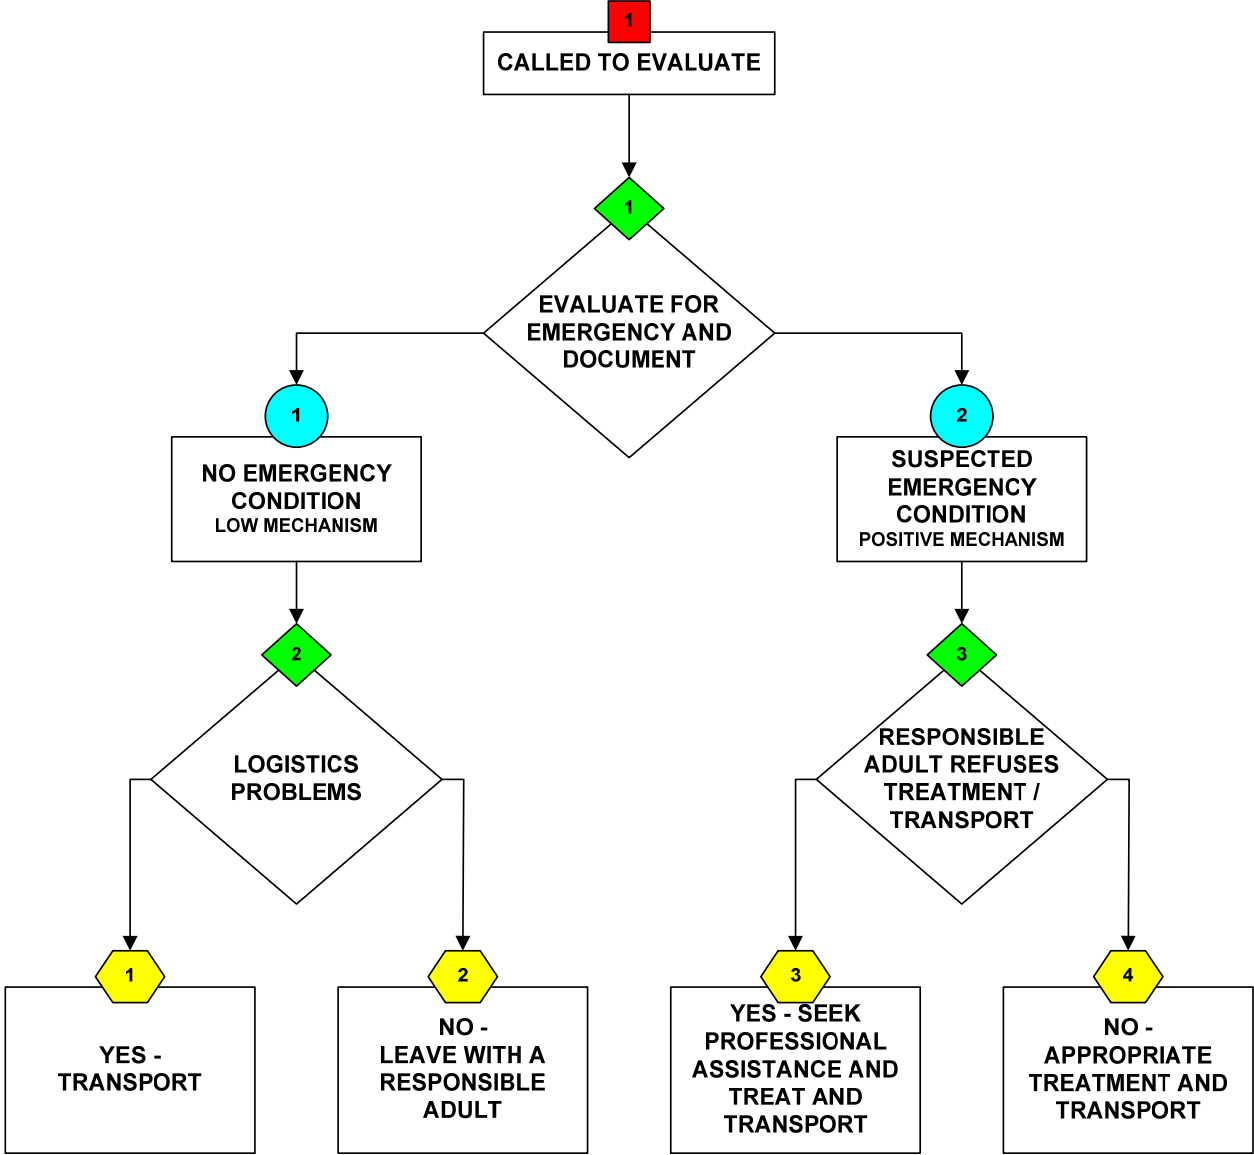 1
CALLED TO EVALUATE
1
EVALUATE FOR
EMERGENCY AND
DOCUMENT
1
NO EMERGENCY
CONDITION
LOW MECHANISM
2
SUSPECTED
EMERGENCY
CONDITION
POSITIVE MECHANISM
2
LOGISTICS
PROBLEMS
3
RESPONSIBLE
ADULT REFUSES
TREATMENT /
TRANSPORT
1
YES -
TRANSPORT
2
NO -
LEAVE WITH A
RESPONSIBLE
ADULT
3
YES - SEEK
PROFESSIONAL
ASSISTANCE AND
TREAT AND
TRANSPORT
4
NO -
APPROPRIATE
TREATMENT AND
TRANSPORT